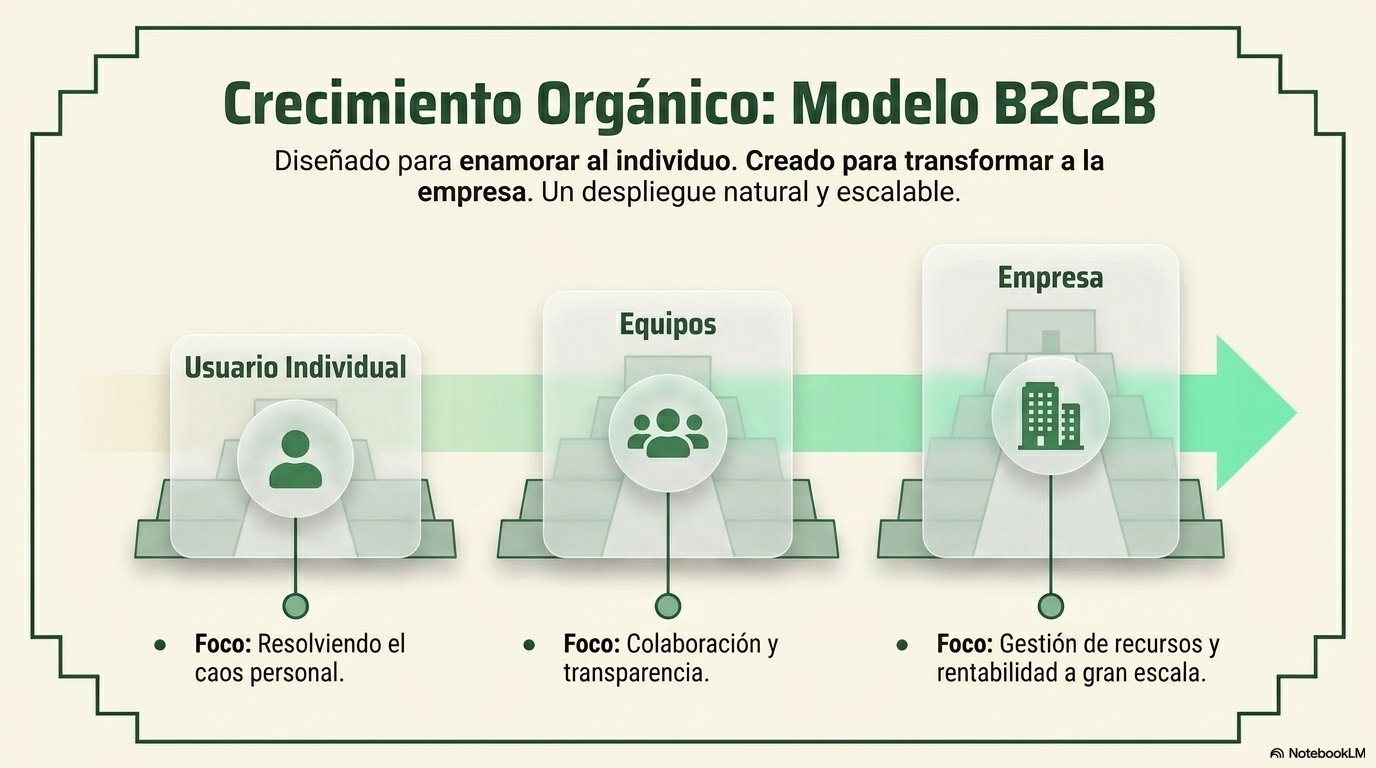 Crecimiento Orgánico: Modelo B2C2B
Diseñado para enamorar al individuo. Creado para transformar a la
empresa. Un despliegue natural y escalable.
Usuario Individual
Equipos
Empresa
Foco: Resolviendo el
caos personal.
Foco: Colaboración y
transparencia.
Foco: Gestión de recursos y
rentabilidad a gran escala.
NotebookLM